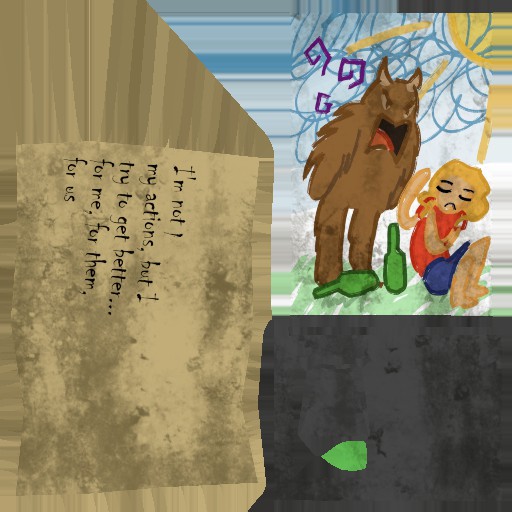 I'm not I
my actions, but I
try to get better...
for me, for them,
for us